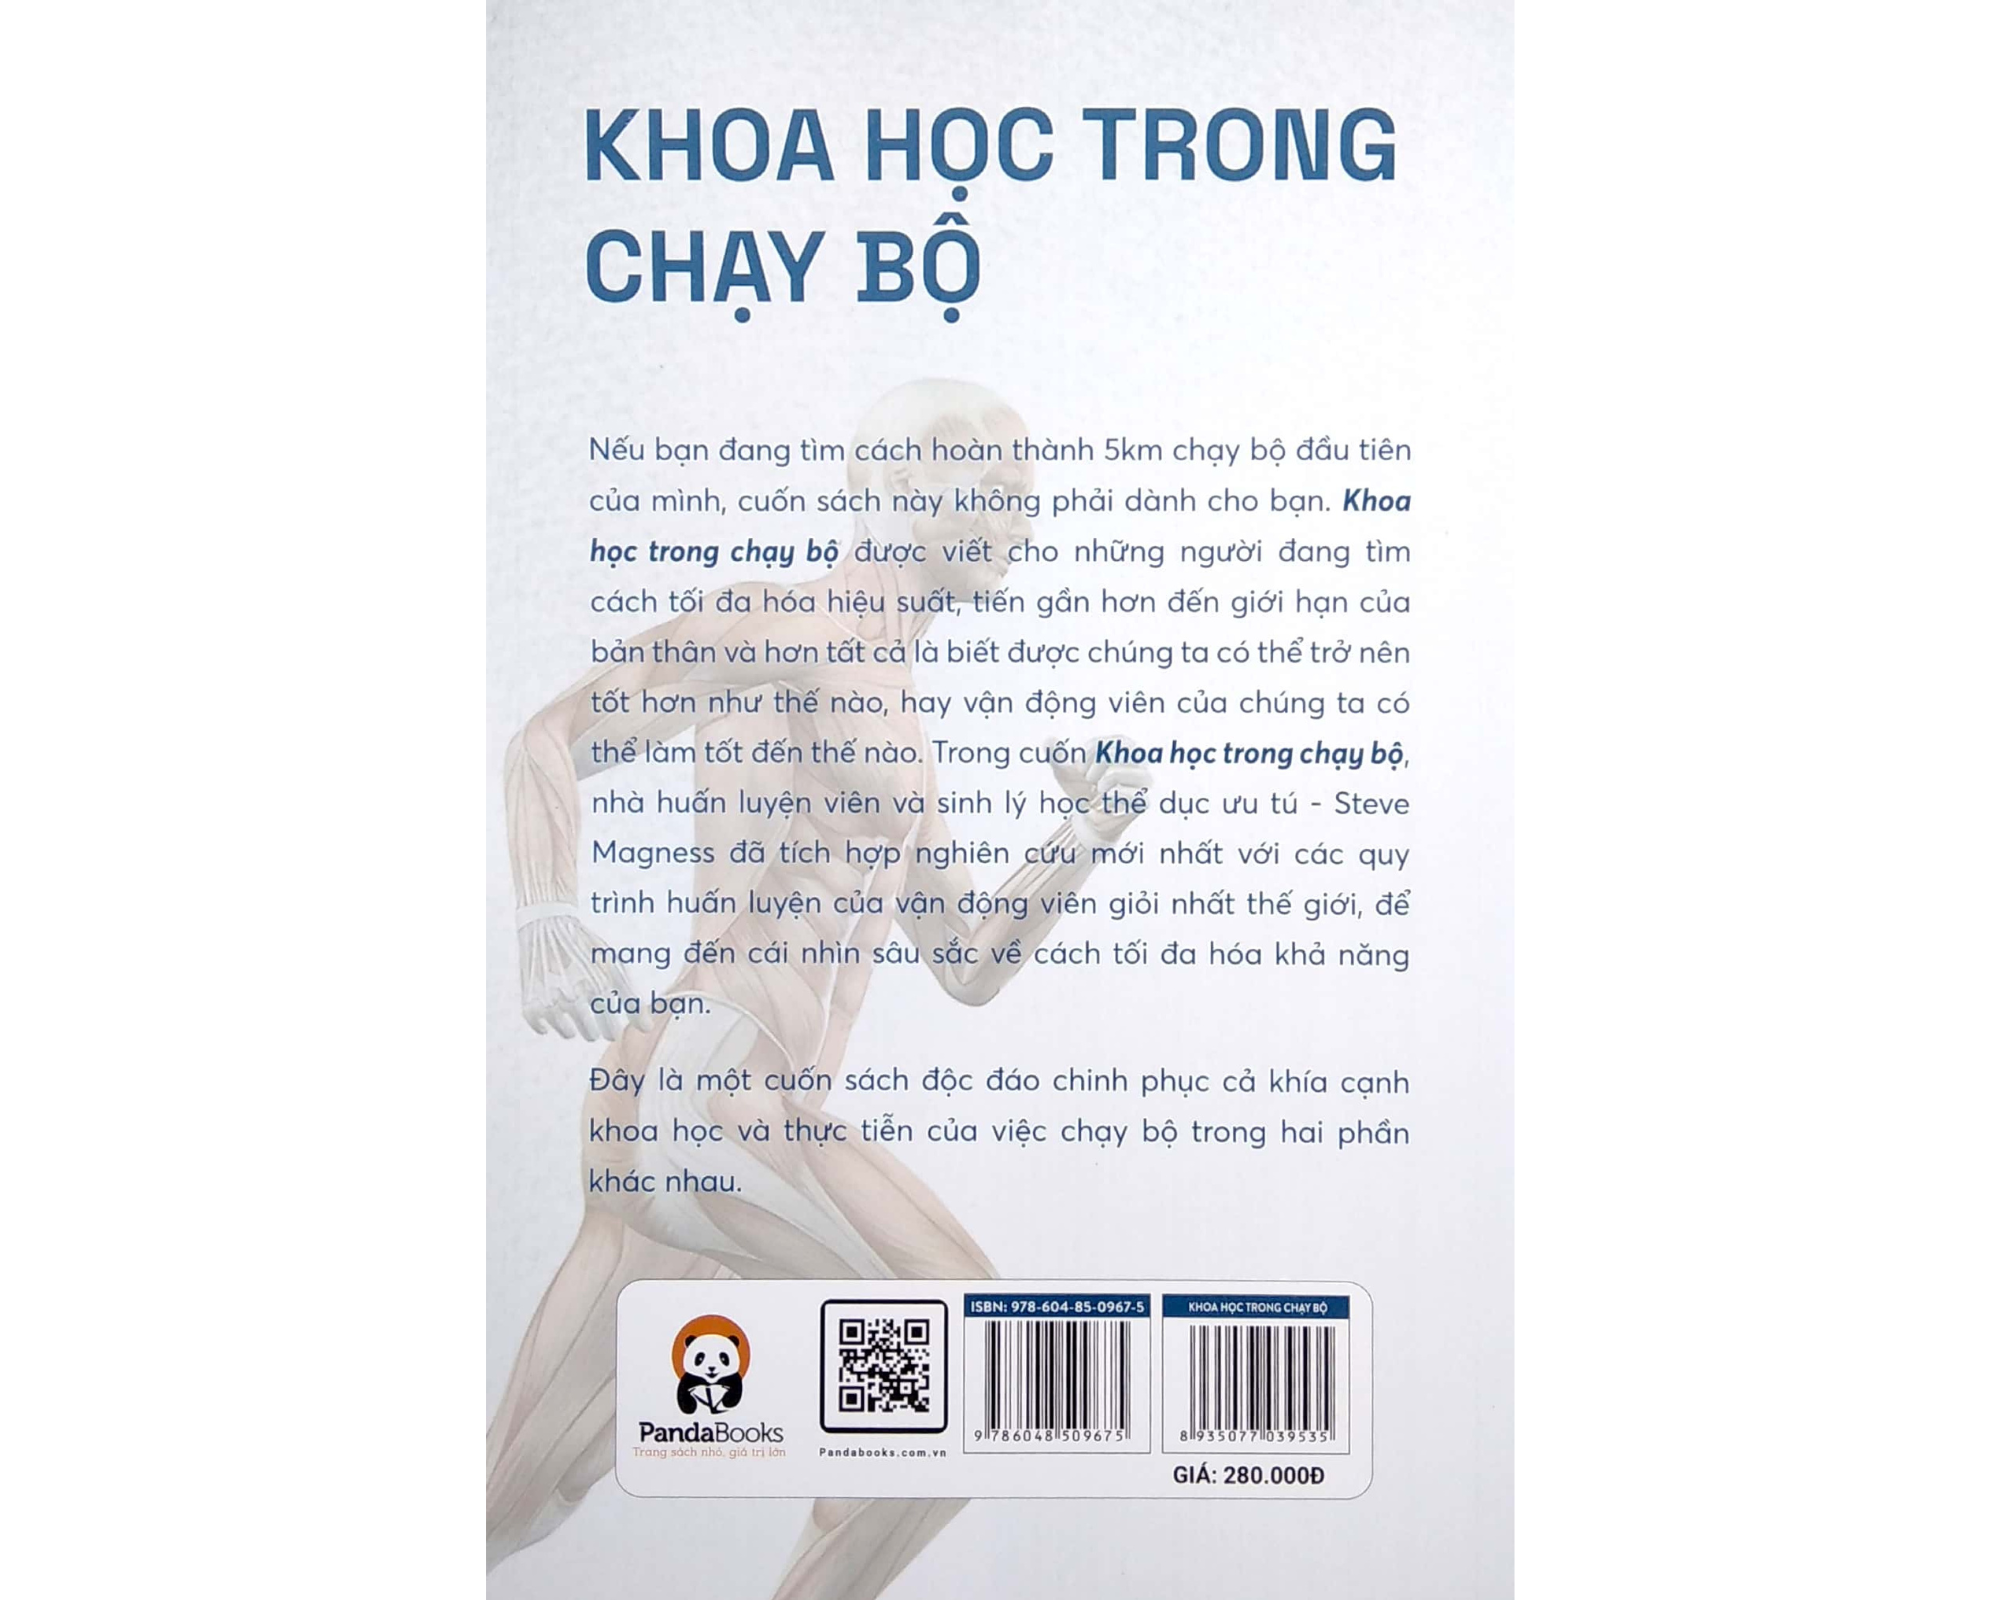 KHOA HỌC TRONG
CHẠY BỘ
Nếu bạn đang tìm cách hoàn thành 5km chạy bộ đầu tiên
của mình, cuốn sách này không phải dành cho bạn. Khoa
học trong chạy bộ được viết cho những người đang tìm
cách tối đa hóa hiệu suất, tiến gần hơn đến giới hạn của
bản thân và hơn tất cả là biết được chúng ta có thể trở nên
tốt hơn như thế nào, hay vận động viên của chúng ta có
thể làm tốt đến thế nào. Trong cuốn Khoa học trong chạy bộ,
nhà huấn luyện viên và sinh lý học thể dục ưu tú - Steve
Magness đã tích hợp nghiên cứu mới nhất với các quy
trình huấn luyện của vận động viên giỏi nhất thế giới, để
mang đến cái nhìn sâu sắc về cách tối đa hóa khả năng
của bạn.
Đây là một cuốn sách độc đáo chinh phục cả khía cạnh
khoa học và thực tiễn của việc chạy bộ trong hai phần
khác nhau.
PandaBooks
Trang sách nhỏ, giá trị lớn
Pandabooks.com.vn
ISBN: 978-604-85-0967-5
9 786048 509675
KHOA HỌC TRONG CHẠY BỘ
8 935077 039535
GIÁ: 280.000Đ